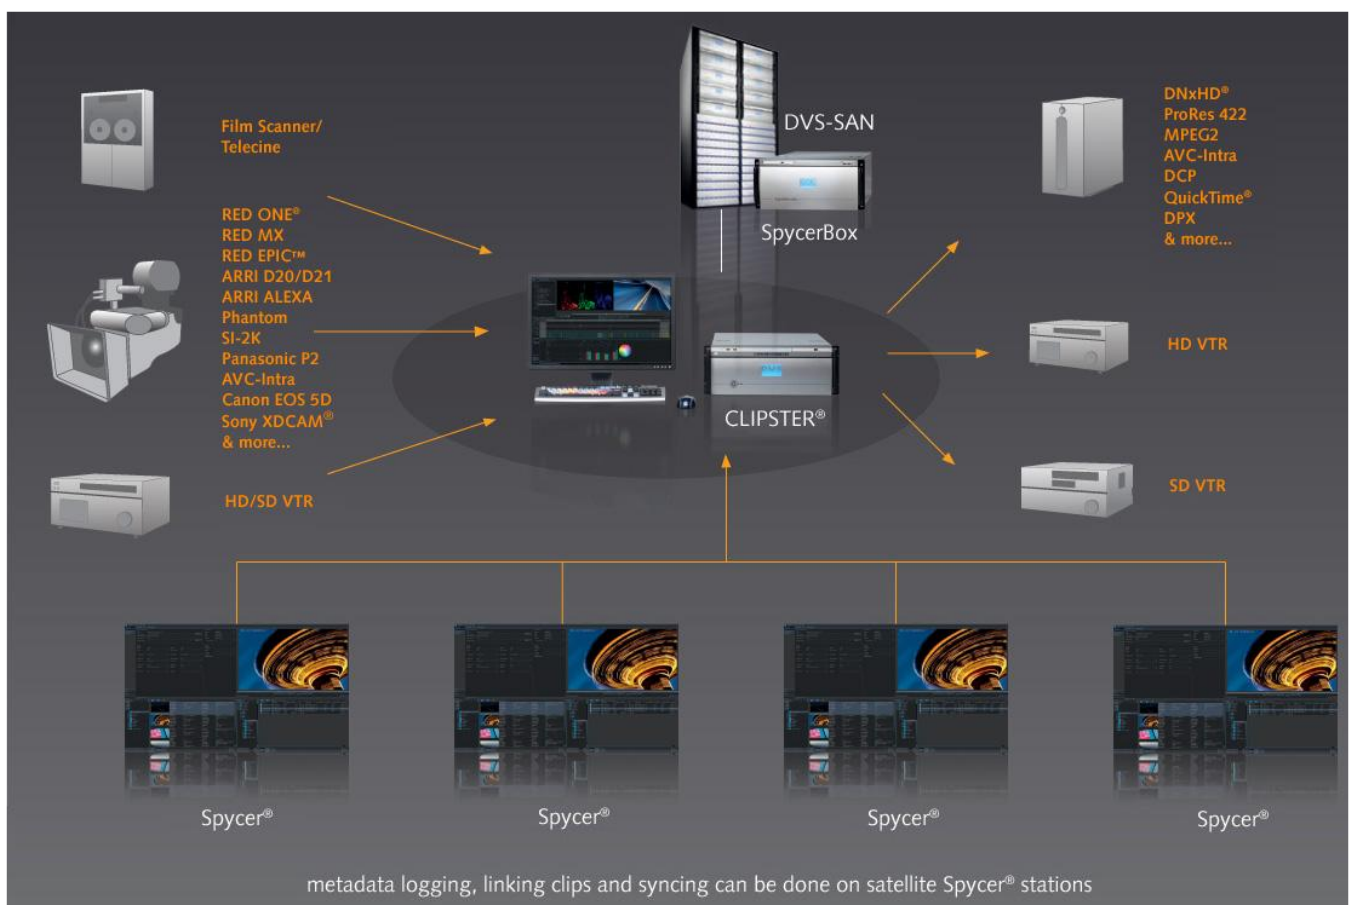 DVS-SAN
SpycerBox
Film Scanner/
Telecine
RED ONE®
RED MX
RED EPIC™
ARRI D20/D21
ARRI ALEXA
Phantom
SI-2K
Panasonic P2
AVC-Intra
Canon EOS 5D
Sony XDCAM®
& more...
HD/SD VTR
CLIPSTER®
DNxHD®
ProRes 422
MPEG2
AVC-Intra
DCP
QuickTime®
DPX
& more...
HD VTR
SD VTR
Spycer®
Spycer®
Spycer®
Spycer®
metadata logging, linking clips and syncing can be done on satellite Spycer® stations